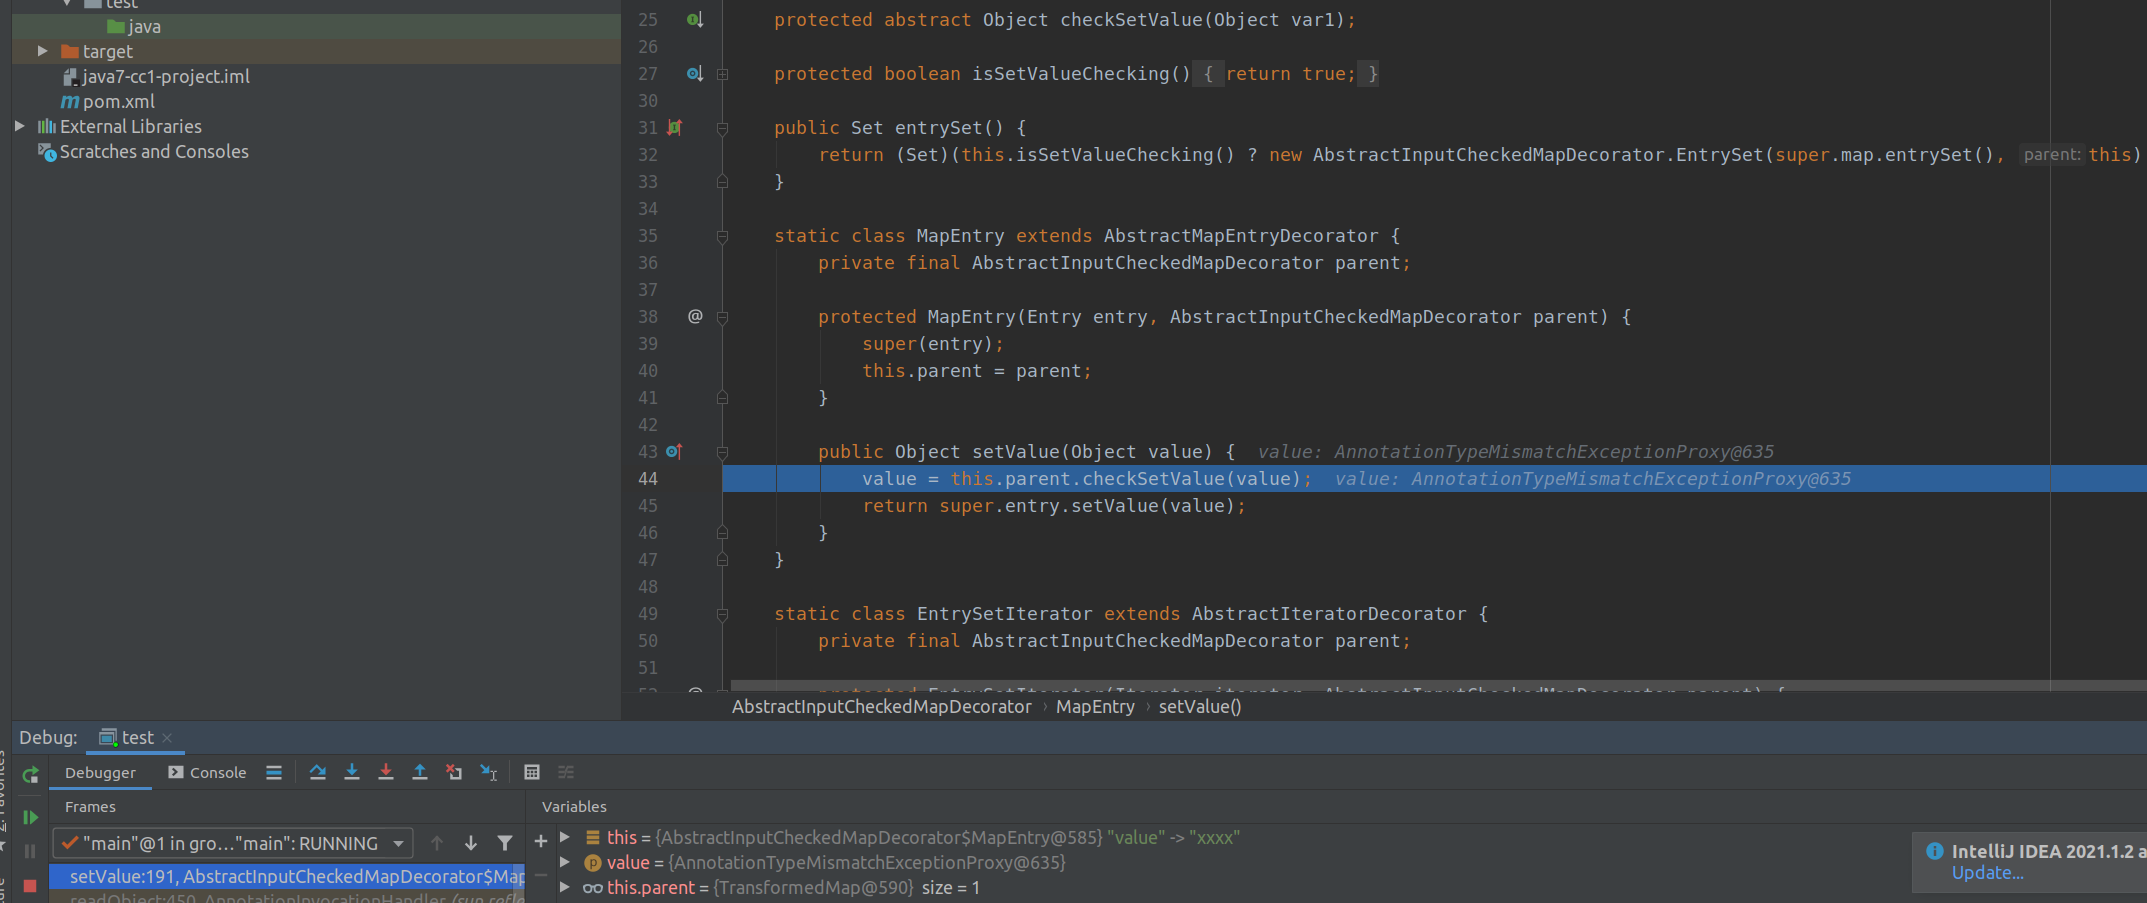 test
java
target
java7-cc1-project.iml
m pom.xml
External Libraries
Scratches and Consoles
25 protected abstract Object checkSetValue(Object var1);
26
27 protected boolean isSetValueChecking() { return true; }
30
31 public Set entrySet() {
32 return (Set)(this.isSetValueChecking() ? new AbstractInputCheckedMapDecorator.EntrySet(super.map.entrySet(), parent: this)
33 }
34
35 static class MapEntry extends AbstractMapEntryDecorator {
36 private final AbstractInputCheckedMapDecorator parent;
37
38 @ protected MapEntry(Entry entry, AbstractInputCheckedMapDecorator parent) {
39 super(entry);
40 this.parent = parent;
41 }
42
43 public Object setValue(Object value) { value: AnnotationTypeMismatchExceptionProxy@635
44 value = this.parent.checkSetValue(value); value: AnnotationTypeMismatchExceptionProxy@635
45 return super.entry.setValue(value);
46 }
47 }
48
49 static class EntrySetIterator extends AbstractIteratorDecorator {
50 private final AbstractInputCheckedMapDecorator parent;
51
AbstractInputCheckedMapDecorator › MapEntry › setValue()
Debug: test ×
Debugger Console
Frames Variables
"main"@1 in gro..."main": RUNNING
this = {AbstractInputCheckedMapDecorator$MapEntry@585} "value" -> "xxxx"
p value = {AnnotationTypeMismatchExceptionProxy@635}
this.parent = {TransformedMap@590} size = 1
setValue:191, AbstractInputCheckedMapDecorator$Map
readObject:450, AnnotationInvocationHandler (sun.refle
IntelliJ IDEA 2021.1.2 a
Update...